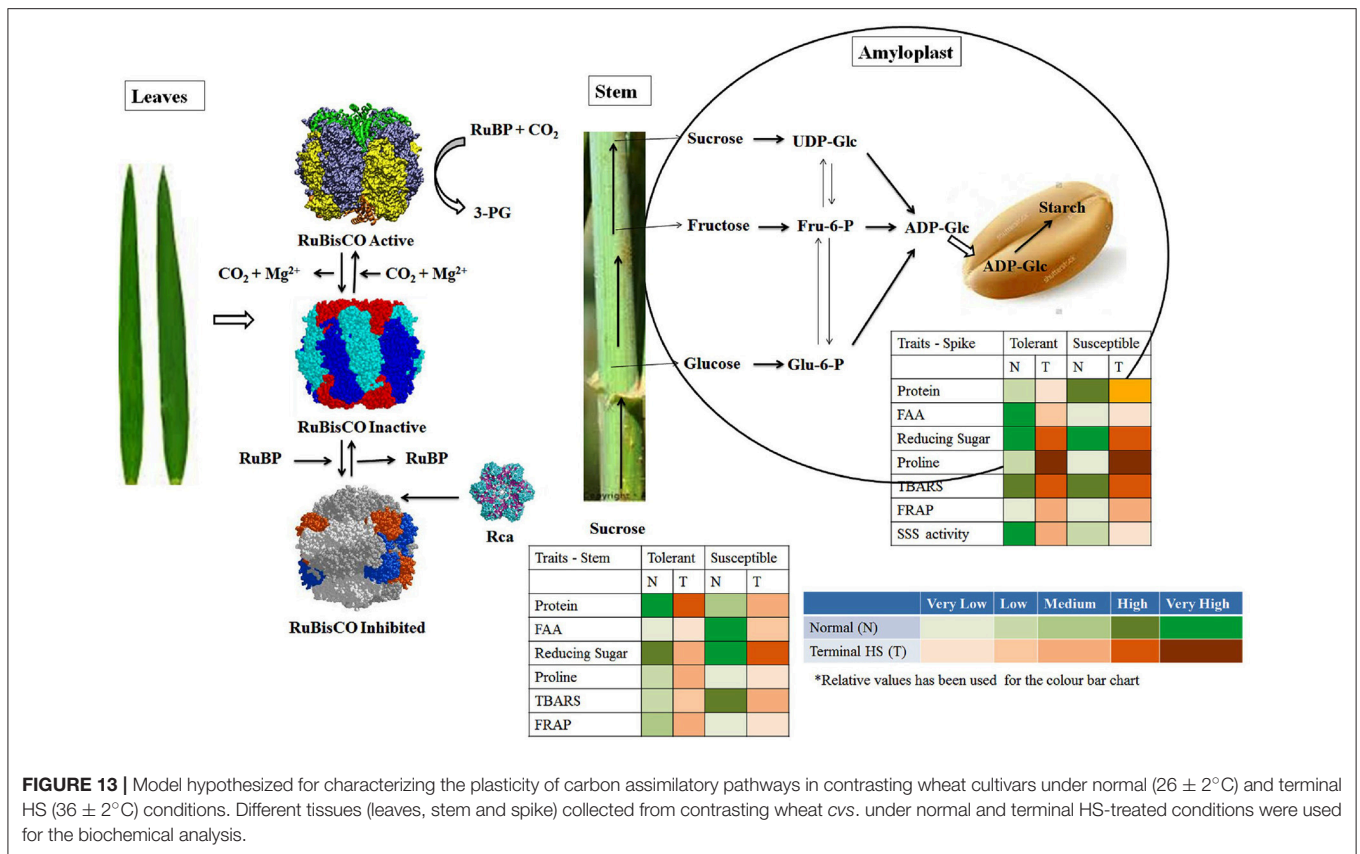 Leaves
Stem
Amyloplast
RuBP + CO2
3-PG
RuBisCO Active
CO2 + Mg2+
CO2 + Mg2+
RuBisCO Inactive
RuBP
RuBP
Rca
RuBisCO Inhibited
Sucrose
UDP-Glc
Fructose
Fru-6-P
ADP-Glc
Glucose
Glu-6-P
Starch
ADP-Glc
shutterstock
Sucrose
Traits - Spike Tolerant Susceptible
N T N T
Protein
FAA
Reducing Sugar
Proline
TBARS
FRAP
SSS activity
Traits - Stem Tolerant Susceptible
N T N T
Protein
FAA
Reducing Sugar
Proline
TBARS
FRAP
Very Low Low Medium High Very High
Normal (N)
Terminal HS (T)
*Relative values has been used for the colour bar chart
FIGURE 13 | Model hypothesized for characterizing the plasticity of carbon assimilatory pathways in contrasting wheat cultivars under normal (26 ± 2°C) and terminal
HS (36 ± 2°C) conditions. Different tissues (leaves, stem and spike) collected from contrasting wheat cvs. under normal and terminal HS-treated conditions were used
for the biochemical analysis.